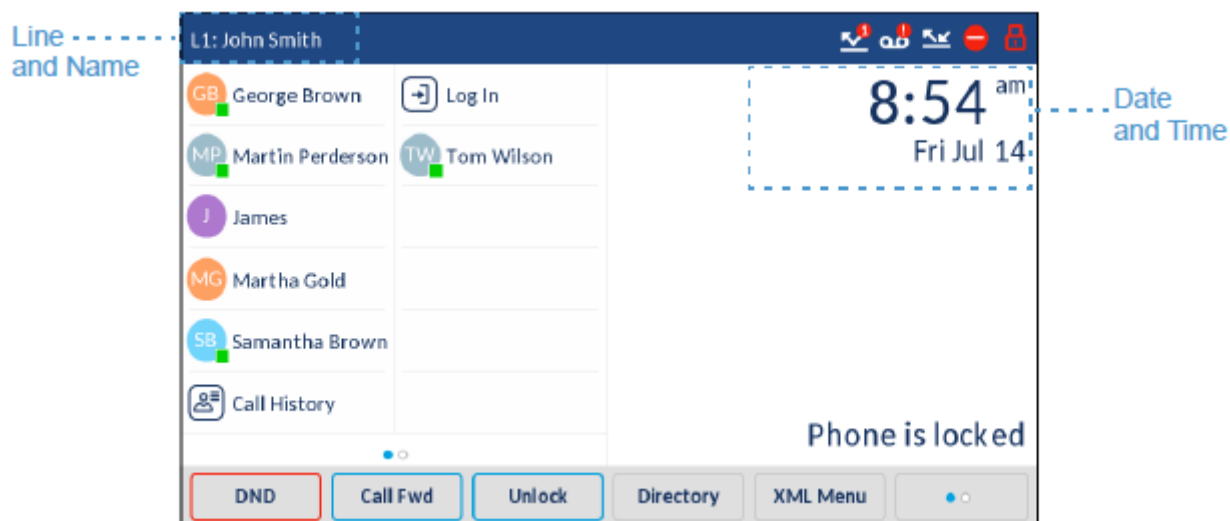 Line
and Name
L1: John Smith
1
!
GB George Brown
Log In
8:54 am
Date
and Time
MP Martin Perderson
TW Tom Wilson
Fri Jul 14
J James
MG Martha Gold
SB Samantha Brown
Call History
Phone is locked
DND
Call Fwd
Unlock
Directory
XML Menu